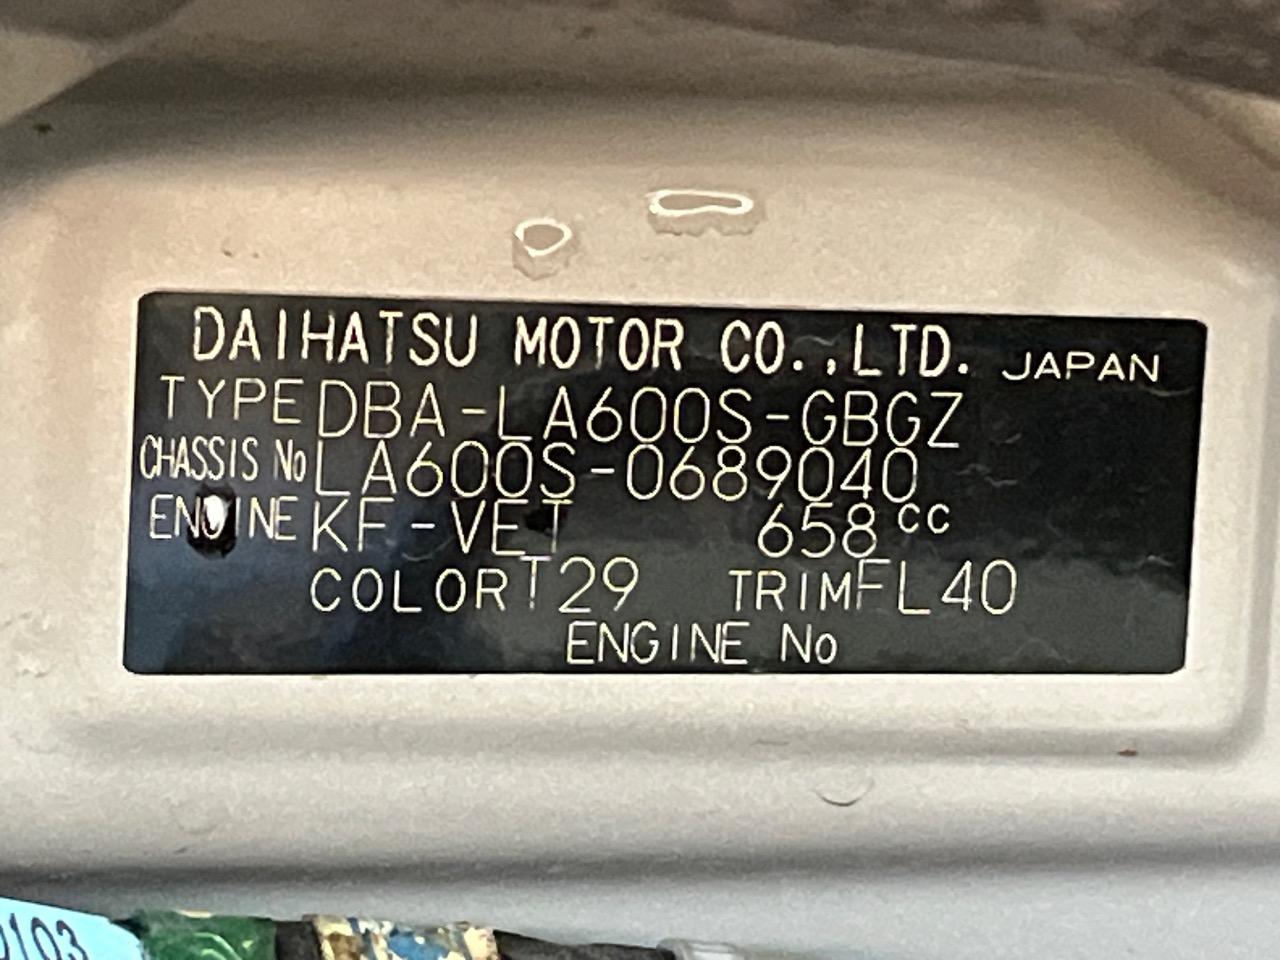 DAIHATSU MOTOR CO.,LTD. JAPAN
TYPE DBA-LA600S-GBGZ
CHASSIS No LA600S-0689040
ENGINE KF-VET 658cc
COLOR T29 TRIM FL40
ENGINE No
0103